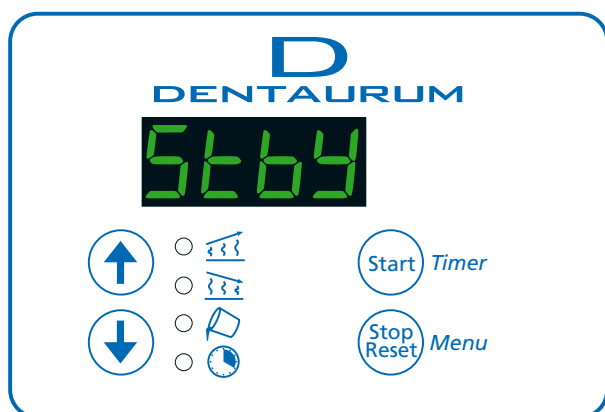 D
DENTAURUM
Stby
Start Timer
Stop
Reset Menu